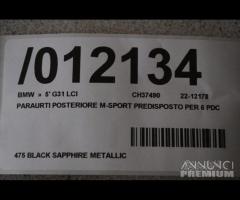 /012134
BMW » 5' G31 LCI CH37490 22-12178
PARAURTI POSTERIORE M-SPORT PREDISPOSTO PER 6 PDC
475 BLACK SAPPHIRE METALLIC
ANNUNCI
PREMIUM